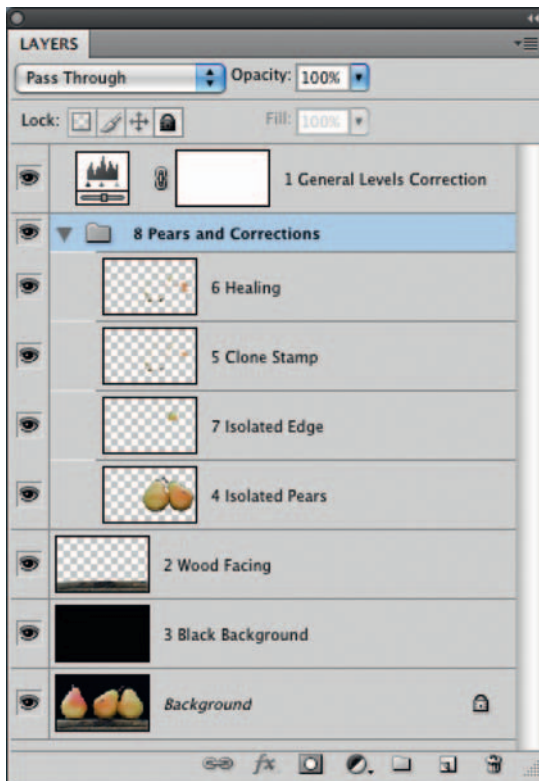 LAYERS
Pass Through Opacity: 100%
Lock: Fill: 100%
1 General Levels Correction
8 Pears and Corrections
6 Healing
5 Clone Stamp
7 Isolated Edge
4 Isolated Pears
2 Wood Facing
3 Black Background
Background
fx